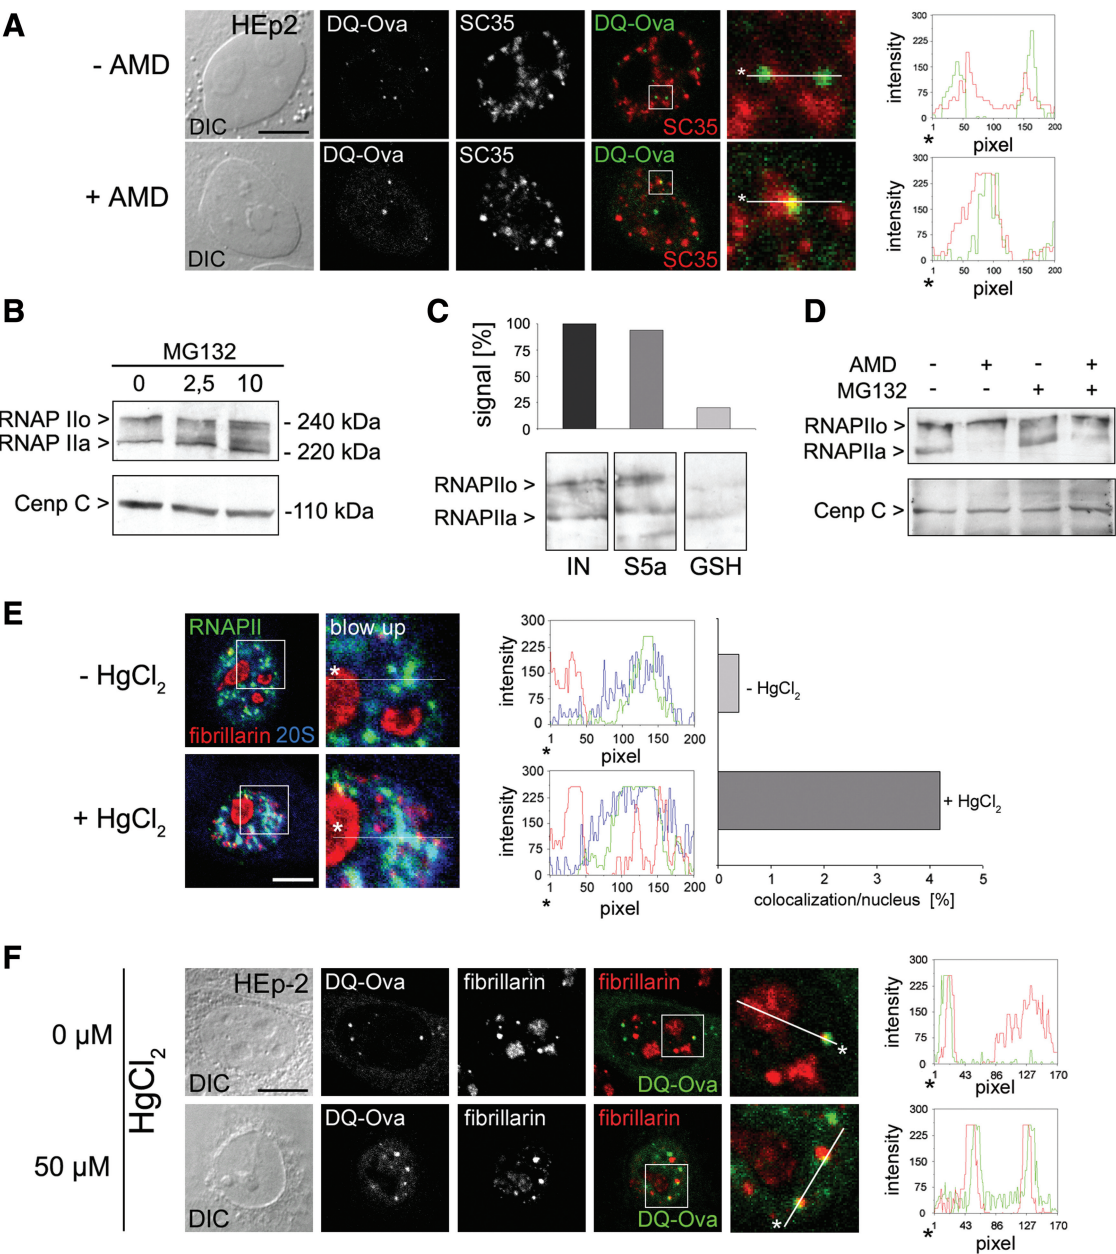 A
HEp2
DQ-Ova
SC35
DQ-Ova
- AMD
DIC
SC35
*
intensity
300
225
150
75
0
1 50 100 150 200
* pixel
+ AMD
DQ-Ova
SC35
DQ-Ova
DIC
SC35
*
intensity
300
225
150
75
0
1 50 100 150 200
* pixel
B
MG132
0 2,5 10
RNAP IIo >
RNAP IIa >
- 240 kDa
- 220 kDa
Cenp C >
-110 kDa
C
signal [%]
100
75
50
25
0
RNAPIIo >
RNAPIIa >
IN S5a GSH
D
AMD - + - +
MG132 - - + +
RNAPIIo >
RNAPIIa >
Cenp C >
E
- HgCl2
RNAPII
fibrillarin 20S
blow up
*
intensity
300
225
150
75
0
1 50 100 150 200
* pixel
+ HgCl2
*
intensity
300
225
150
75
0
1 50 100 150 200
* pixel
- HgCl2
+ HgCl2
0 1 2 3 4 5
colocalization/nucleus [%]
F
HgCl2
0 µM
HEp-2
DIC
DQ-Ova
fibrillarin
fibrillarin
DQ-Ova
*
intensity
300
225
150
75
0
1 43 86 127 170
* pixel
50 µM
DIC
DQ-Ova
fibrillarin
fibrillarin
DQ-Ova
*
intensity
300
225
150
75
0
1 43 86 127 170
* pixel